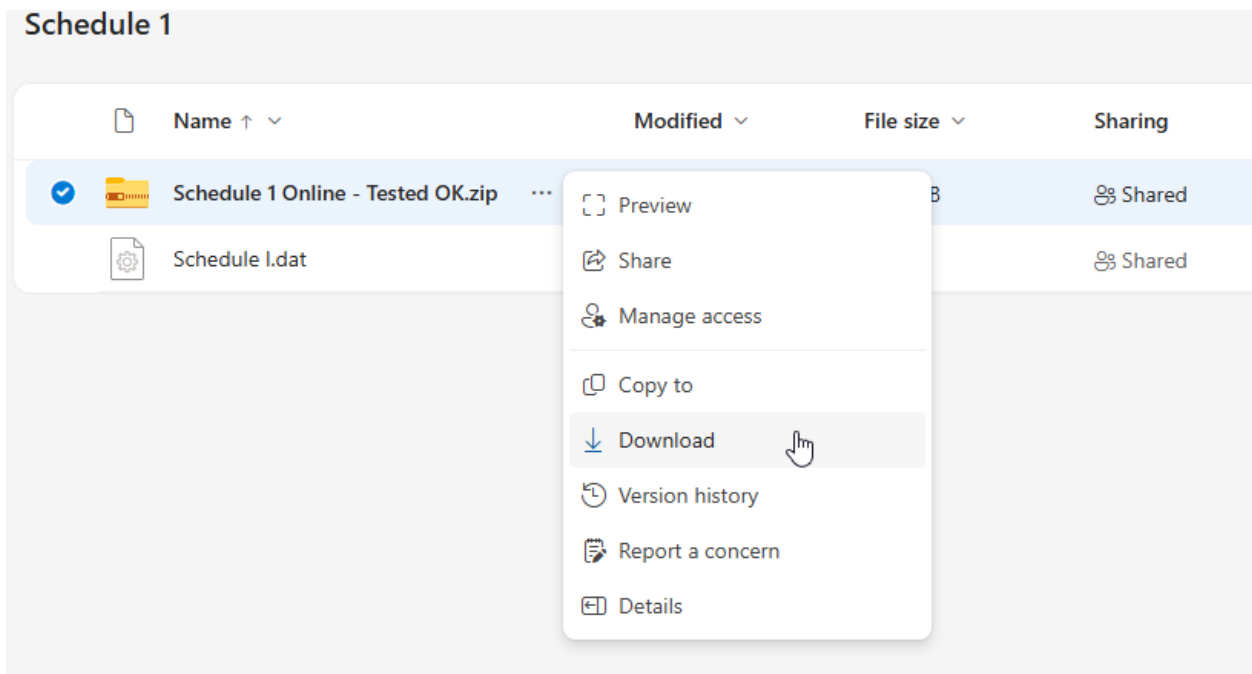 Schedule 1
Name ↑ Modified File size Sharing
Schedule 1 Online - Tested OK.zip ··· B Shared
Schedule I.dat Shared
Preview
Share
Manage access
Copy to
Download
Version history
Report a concern
Details